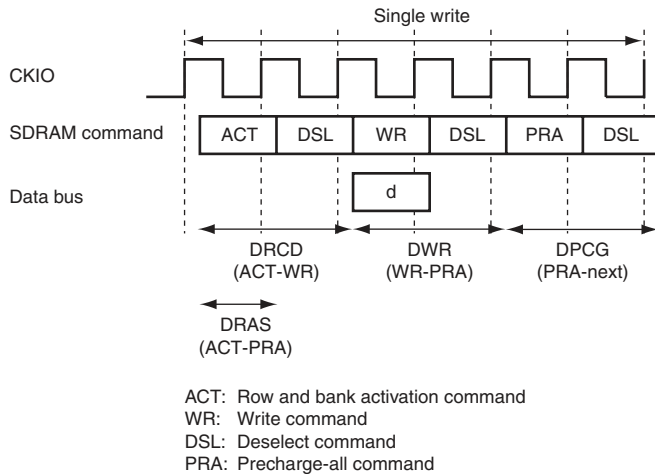 Single write
CKIO
SDRAM command ACT DSL WR DSL PRA DSL
Data bus d
DRCD DWR DPCG
(ACT-WR) (WR-PRA) (PRA-next)
DRAS
(ACT-PRA)
ACT: Row and bank activation command
WR: Write command
DSL: Deselect command
PRA: Precharge-all command